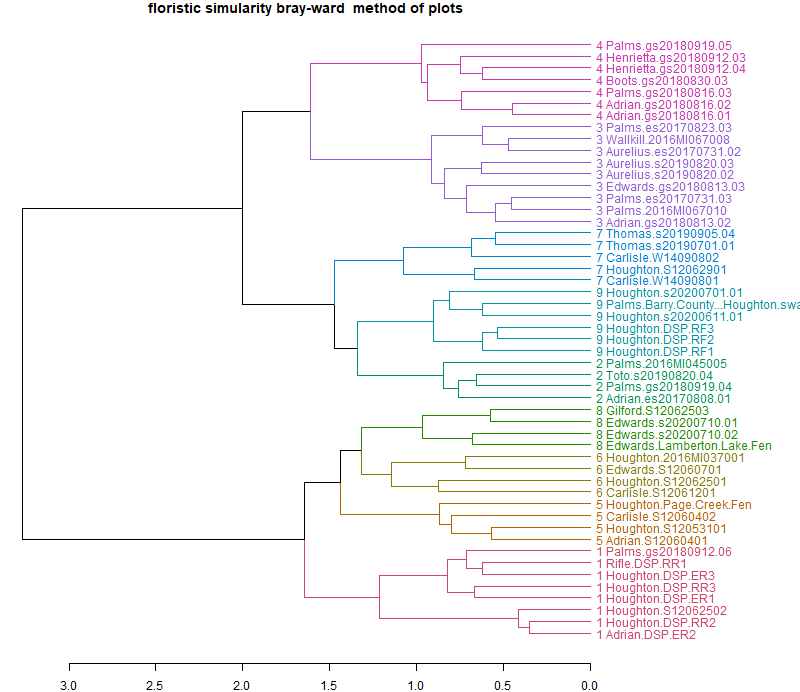 floristic simularity bray-ward method of plots
4 Palms.gs20180919.05
4 Henrietta.gs20180912.03
4 Henrietta.gs20180912.04
4 Boots.gs20180830.03
4 Palms.gs20180816.03
4 Adrian.gs20180816.02
4 Adrian.gs20180816.01
3 Palms.es20170823.03
3 Wallkill.2016MI067008
3 Aurelius.es20170731.02
3 Aurelius.s20190820.03
3 Aurelius.s20190820.02
3 Edwards.gs20180813.03
3 Palms.es20170731.03
3 Palms.2016MI067010
3 Adrian.gs20180813.02
7 Thomas.s20190905.04
7 Thomas.s20190701.01
7 Carlisle.W14090802
7 Houghton.S12062901
7 Carlisle.W14090801
9 Houghton.s20200701.01
9 Palms.Barry.County...Houghton.swa
9 Houghton.s20200611.01
9 Houghton.DSP.RF3
9 Houghton.DSP.RF2
9 Houghton.DSP.RF1
2 Palms.2016MI045005
2 Toto.s20190820.04
2 Palms.gs20180919.04
2 Adrian.es20170808.01
8 Gilford.S12062503
8 Edwards.s20200710.01
8 Edwards.s20200710.02
8 Edwards.Lamberton.Lake.Fen
6 Houghton.2016MI037001
6 Edwards.S12060701
6 Houghton.S12062501
6 Carlisle.S12061201
5 Houghton.Page.Creek.Fen
5 Carlisle.S12060402
5 Houghton.S12053101
5 Adrian.S12060401
1 Palms.gs20180912.06
1 Rifle.DSP.RR1
1 Houghton.DSP.ER3
1 Houghton.DSP.RR3
1 Houghton.DSP.ER1
1 Houghton.S12062502
1 Houghton.DSP.RR2
1 Adrian.DSP.ER2
3.0 2.5 2.0 1.5 1.0 0.5 0.0